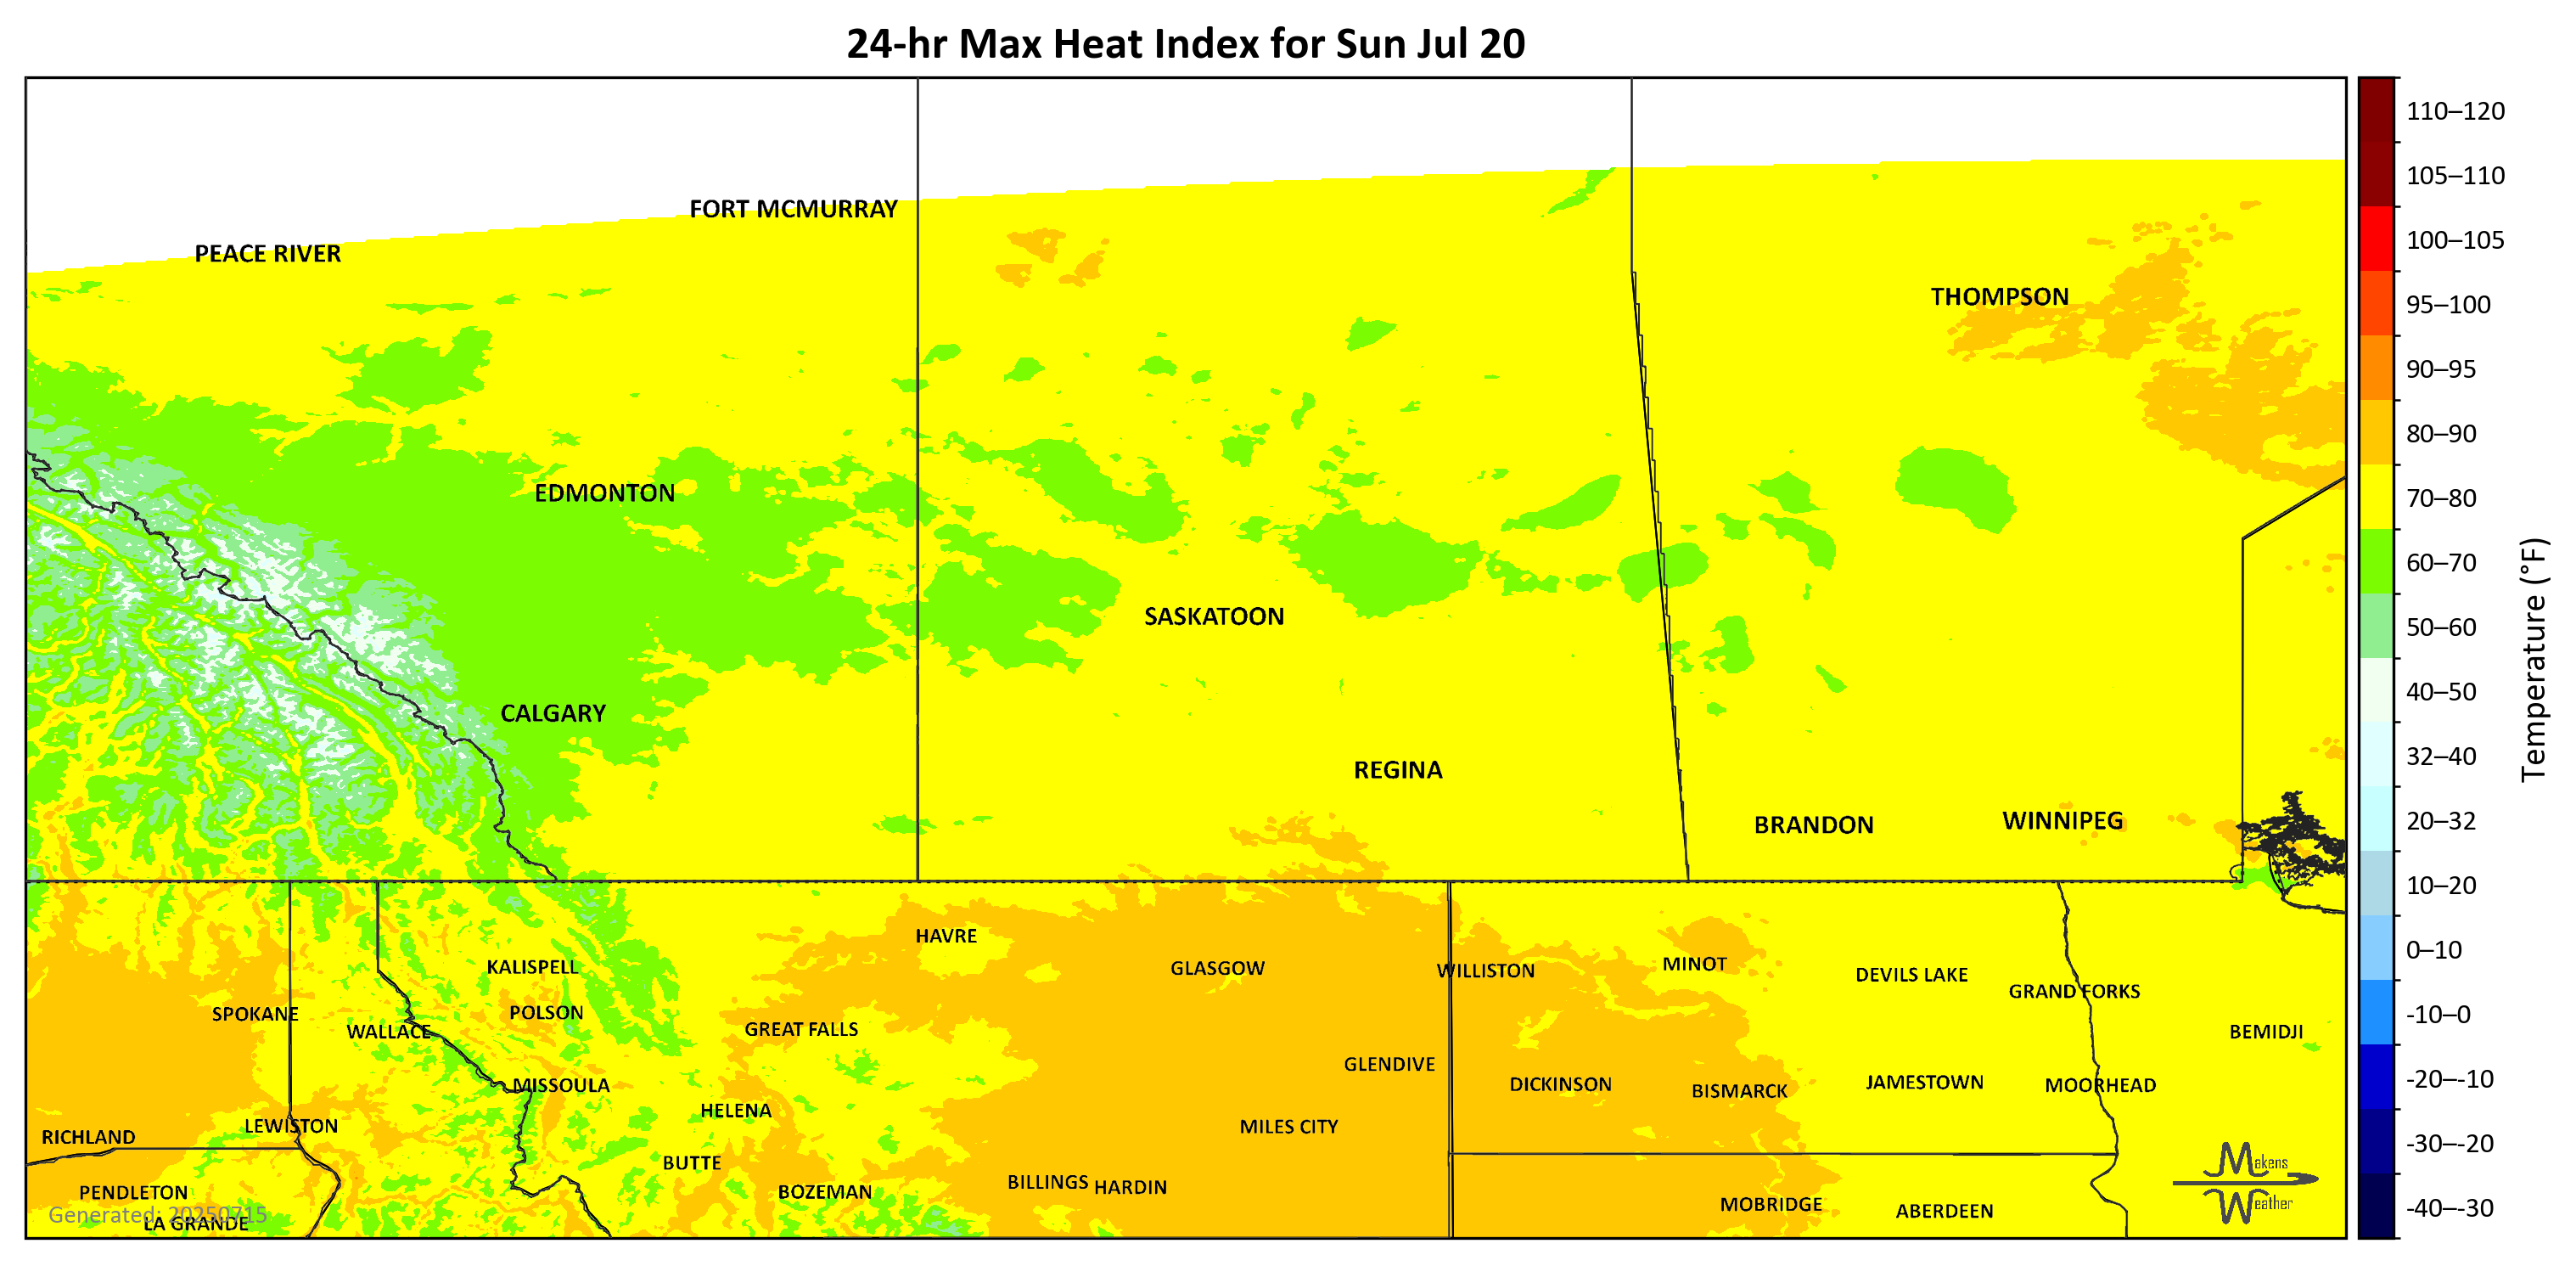 24-hr Max Heat Index for Sun Jul 20
FORT MCMURRAY
PEACE RIVER
THOMPSON
EDMONTON
SASKATOON
CALGARY
REGINA
BRANDON
WINNIPEG
HAVRE
KALISPELL
GLASGOW
WILLISTON
MINOT
DEVILS LAKE
GRAND FORKS
SPOKANE
POLSON
WALLACE
GREAT FALLS
BEMIDJI
GLENDIVE
MISSOULA
DICKINSON
BISMARCK
JAMESTOWN
MOORHEAD
HELENA
LEWISTON
MILES CITY
RICHLAND
BUTTE
PENDLETON
BOZEMAN
BILLINGS
HARDIN
MOBRIDGE
ABERDEEN
Generated: 20250715
LA GRANDE
Makens
Weather
110–120
105–110
100–105
95–100
90–95
80–90
70–80
60–70
50–60
40–50
32–40
20–32
10–20
0–10
-10–0
-20–-10
-30–-20
-40–-30
Temperature (°F)